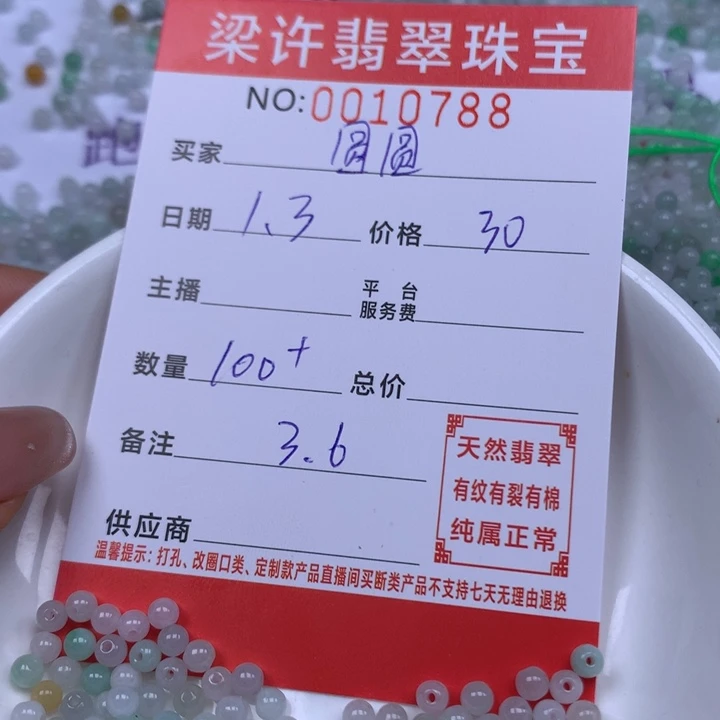 梁许翡翠珠宝
NO:0010788
买家 圆圆
日期 1.3 价格 30
主播 平台服务费
数量 100+ 总价
备注 3.6
天然翡翠
有纹有裂有棉
纯属正常
供应商
温馨提示：打孔、改圈口类、定制款产品直播间买断类产品不支持七天无理由退换
跑